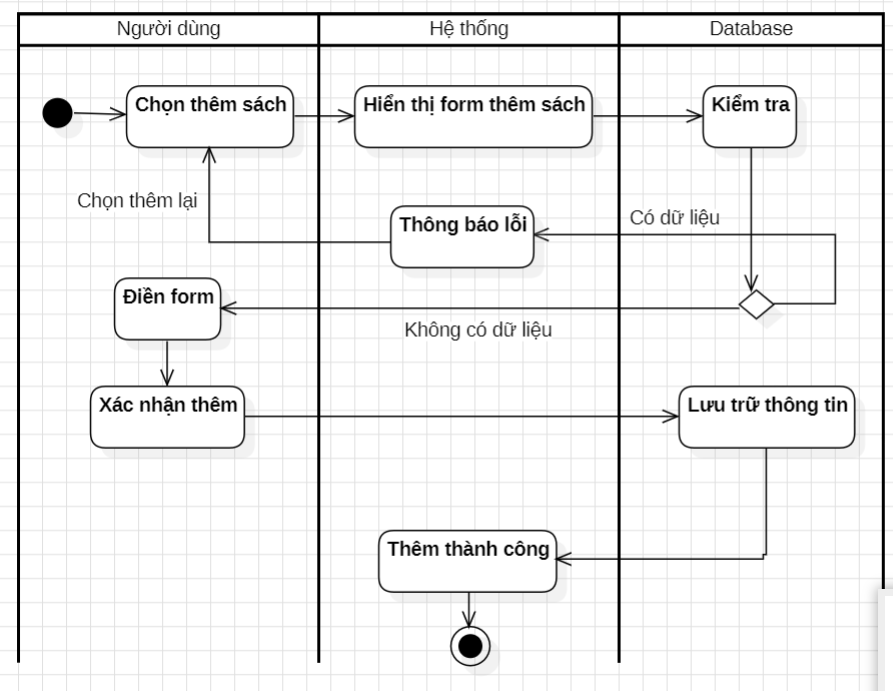 Người dùng
Hệ thống
Database
Chọn thêm sách
Hiển thị form thêm sách
Kiểm tra
Chọn thêm lại
Thông báo lỗi
Có dữ liệu
Điền form
Không có dữ liệu
Xác nhận thêm
Lưu trữ thông tin
Thêm thành công